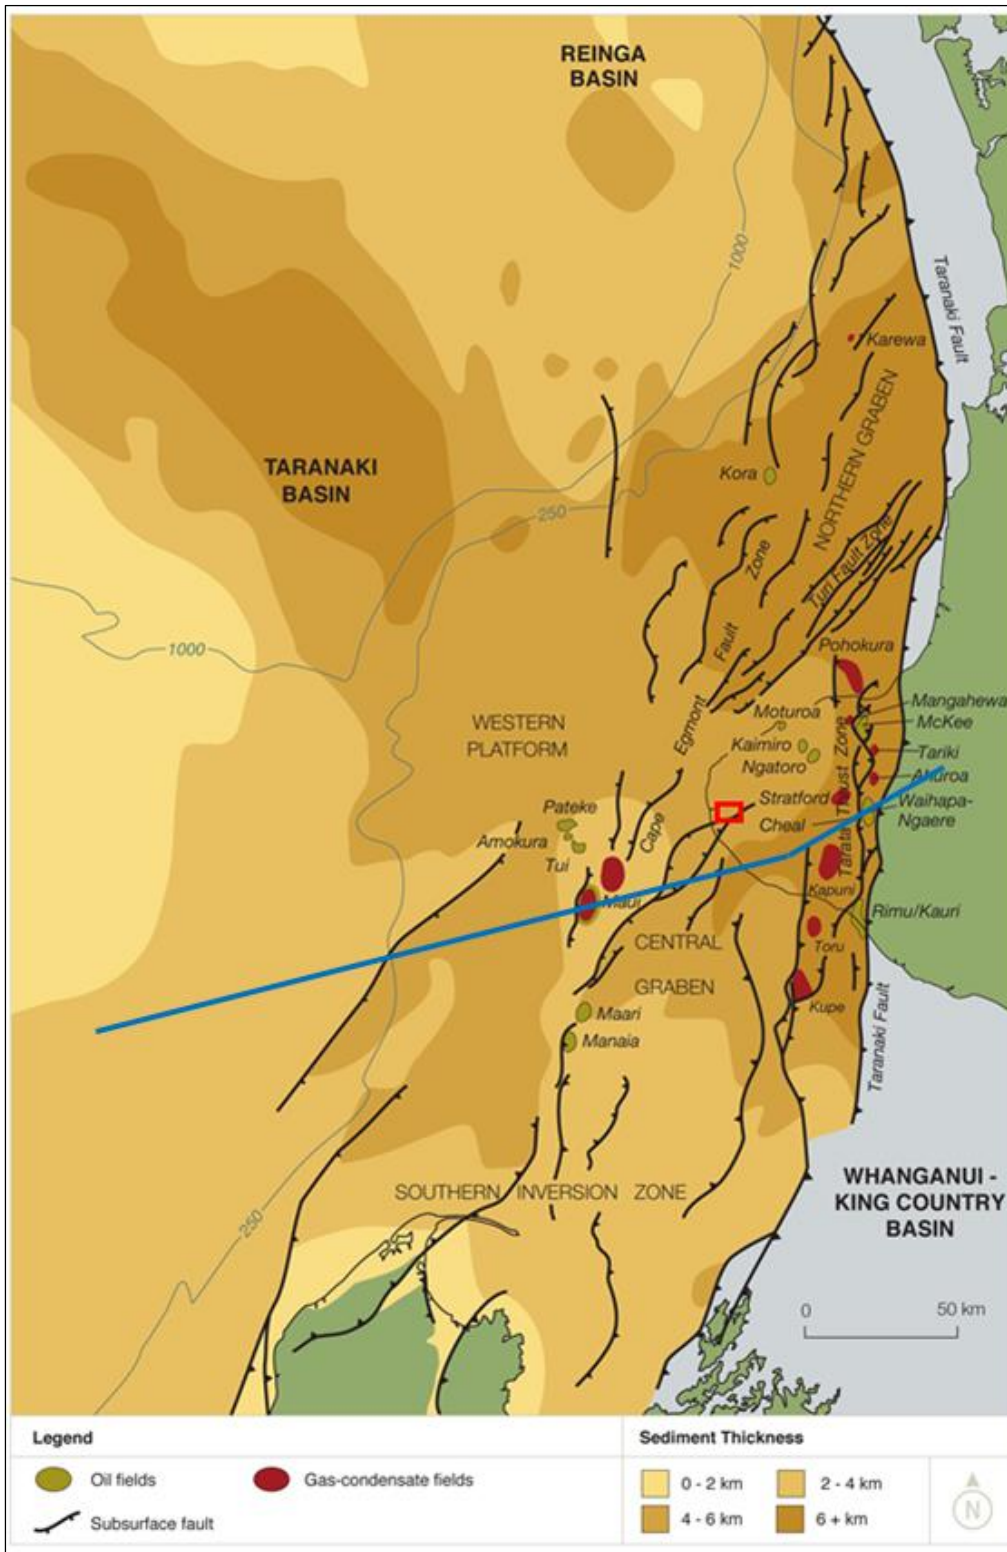 REINGA
BASIN
1000
Taranaki Fault
Karewa
NORTHERN GRABEN
TARANAKI
BASIN
Kora
250
Zone
Turi Fault Zone
Fault
1000
Pohokura
Egmont
Mangahewa
Moturoa
McKee
WESTERN
PLATFORM
Kaimiro
Ngatoro
Tariki
Ahuroa
Tarata Thrust Zone
Stratford
Waihapa-
Ngaere
Pateke
Cape
Cheal
Amokura
Tui
Maui
Kapuni
Rimu/Kauri
CENTRAL
GRABEN
Toru
Kupe
Maari
Manaia
Taranaki Fault
WHANGANUI -
KING COUNTRY
BASIN
SOUTHERN INVERSION ZONE
250
0 50 km
Legend
Oil fields
Gas-condensate fields
Subsurface fault
Sediment Thickness
0 - 2 km
2 - 4 km
4 - 6 km
6 + km
N